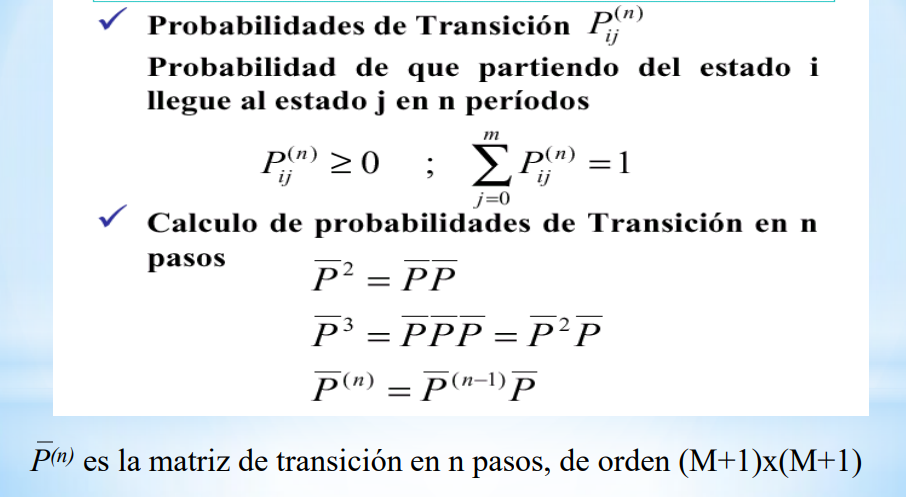 ✓ Probabilidades de Transición P_{ij}^{(n)}
Probabilidad de que partiendo del estado i
llegue al estado j en n períodos
P_{ij}^{(n)} ≥ 0 ; \sum_{j=0}^{m} P_{ij}^{(n)} = 1
✓ Calculo de probabilidades de Transición en n
pasos
\overline{P}^{2} = \overline{P}\overline{P}
\overline{P}^{3} = \overline{P}\overline{P}\overline{P} = \overline{P}^{2}\overline{P}
\overline{P}^{(n)} = \overline{P}^{(n-1)}\overline{P}
\overline{P}^{(n)} es la matriz de transición en n pasos, de orden (M+1)x(M+1)